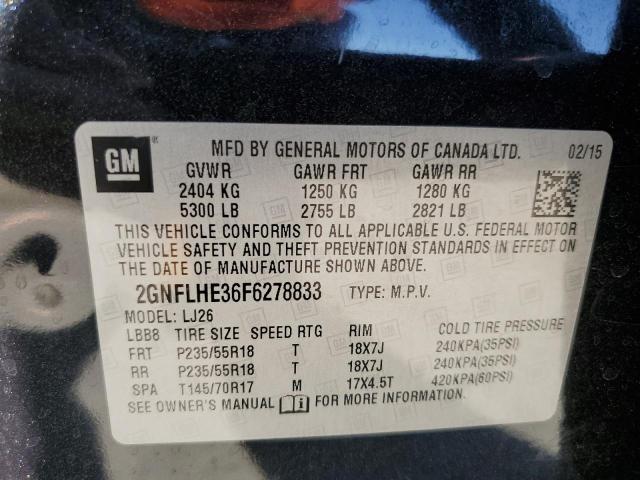 GM ® MFD BY GENERAL MOTORS OF CANADA LTD. 02/15
GVWR GAWR FRT GAWR RR
2404 KG 1250 KG 1280 KG
5300 LB 2755 LB 2821 LB
THIS VEHICLE CONFORMS TO ALL APPLICABLE U.S. FEDERAL MOTOR
VEHICLE SAFETY AND THEFT PREVENTION STANDARDS IN EFFECT ON
THE DATE OF MANUFACTURE SHOWN ABOVE.
2GNFLHE36F6278833 TYPE: M.P.V.
MODEL: LJ26
LBB8 TIRE SIZE SPEED RTG RIM COLD TIRE PRESSURE
FRT P235/55R18 T 18X7J 240KPA(35PSI)
RR P235/55R18 T 18X7J 240KPA(35PSI)
SPA T145/70R17 M 17X4.5T 420KPA(60PSI)
SEE OWNER'S MANUAL FOR MORE INFORMATION.